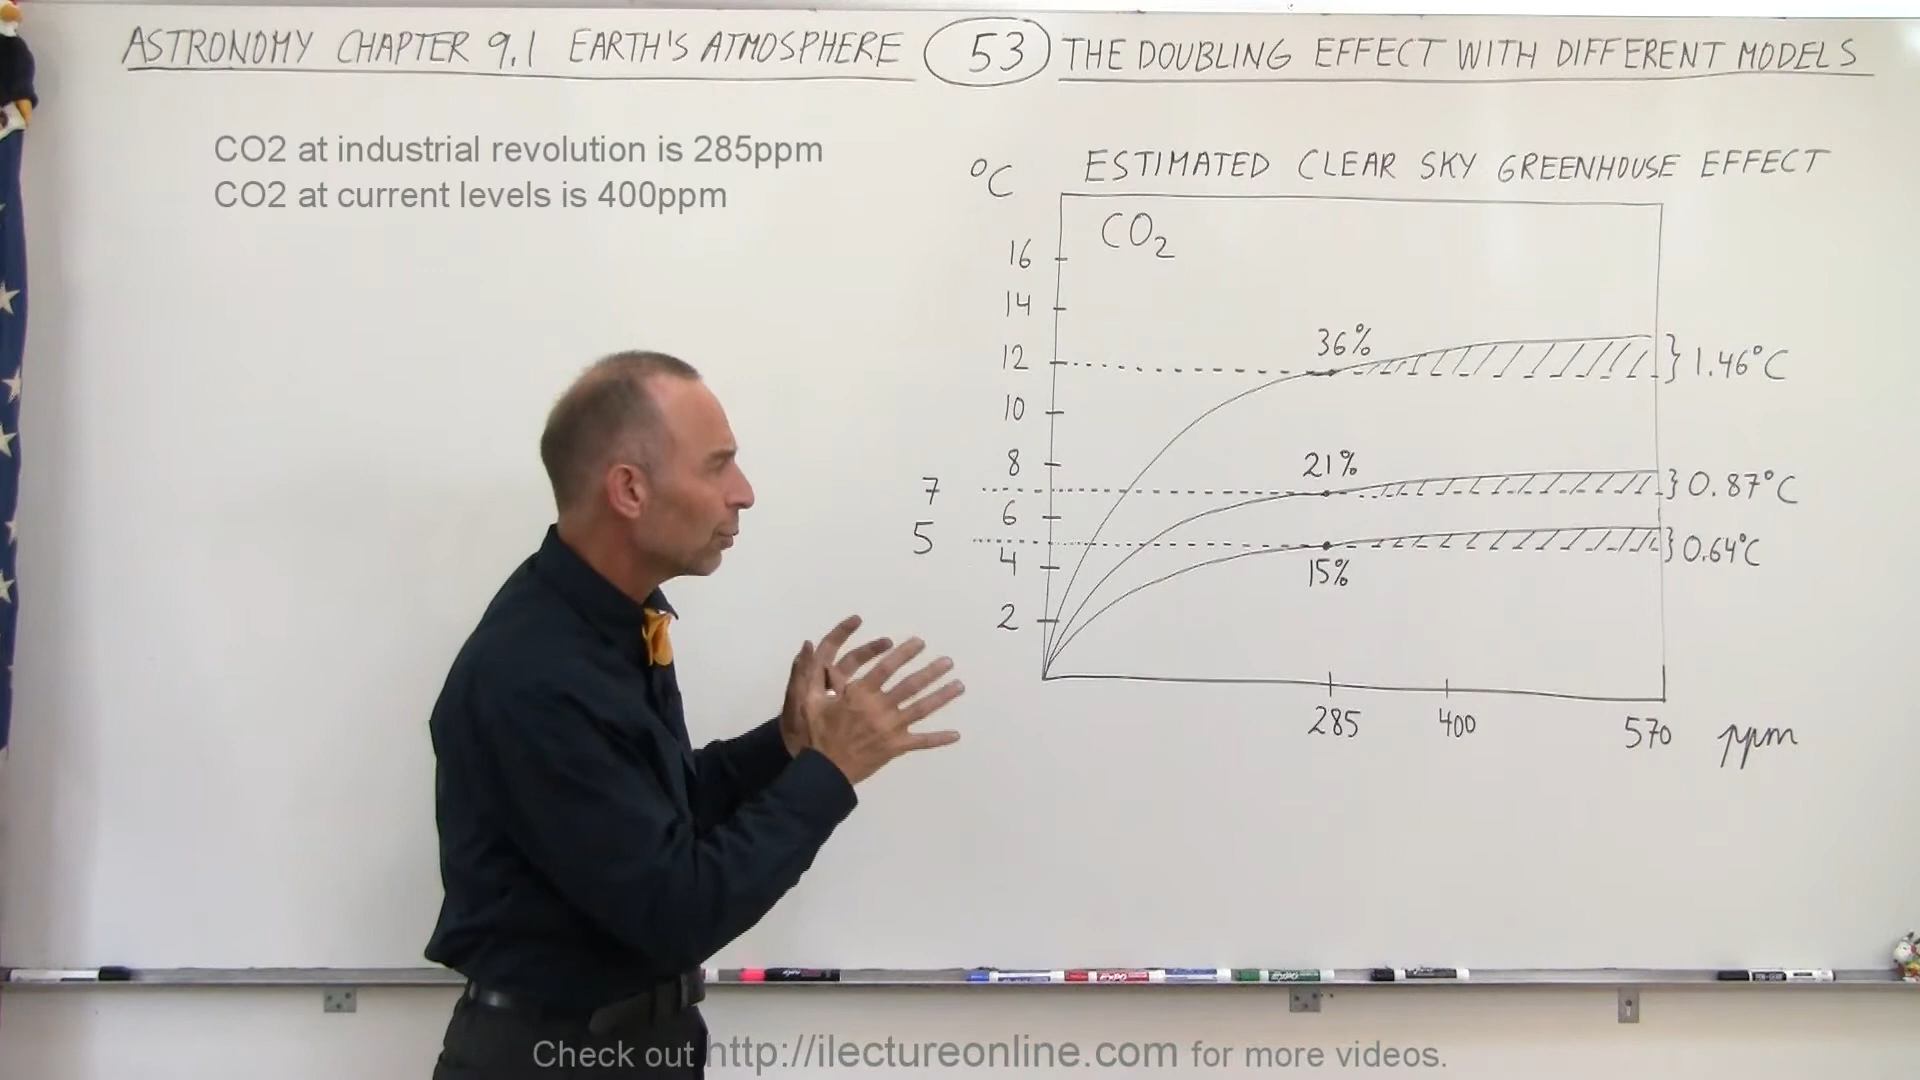 ASTRONOMY CHAPTER 9.1 EARTH'S ATMOSPHERE 53 THE DOUBLING EFFECT WITH DIFFERENT MODELS
CO2 at industrial revolution is 285ppm
CO2 at current levels is 400ppm
°C ESTIMATED CLEAR SKY GREENHOUSE EFFECT
CO2
16
14
36%
12 1.46°C
10
8 21%
7 0.87°C
6
5 0.64°C
4 15%
2
285 400 570 ppm
Check out http://ilectureonline.com for more videos.